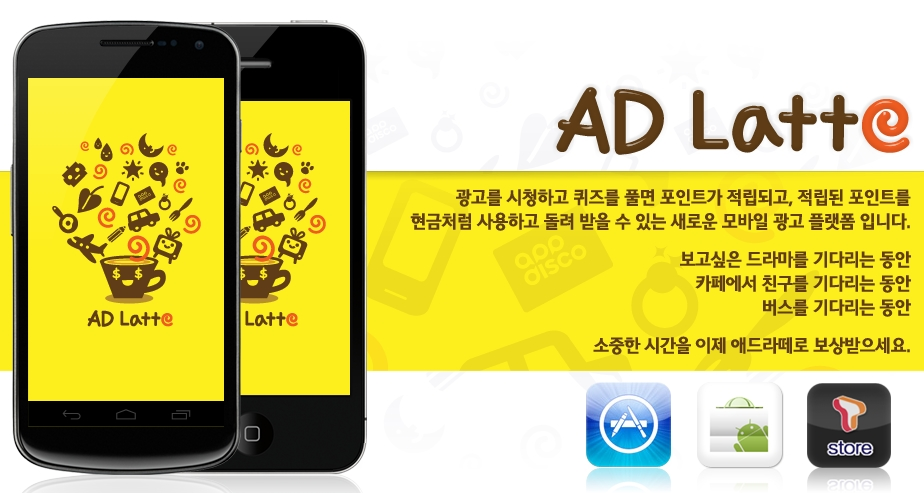 AD Latte
광고를 시청하고 퀴즈를 풀면 포인트가 적립되고, 적립된 포인트를
현금처럼 사용하고 돌려 받을 수 있는 새로운 모바일 광고 플랫폼 입니다.
보고싶은 드라마를 기다리는 동안
카페에서 친구를 기다리는 동안
버스를 기다리는 동안
소중한 시간을 이제 애드라떼로 보상받으세요.
app
disco
$ $
AD Latte
$
Latte
T
store